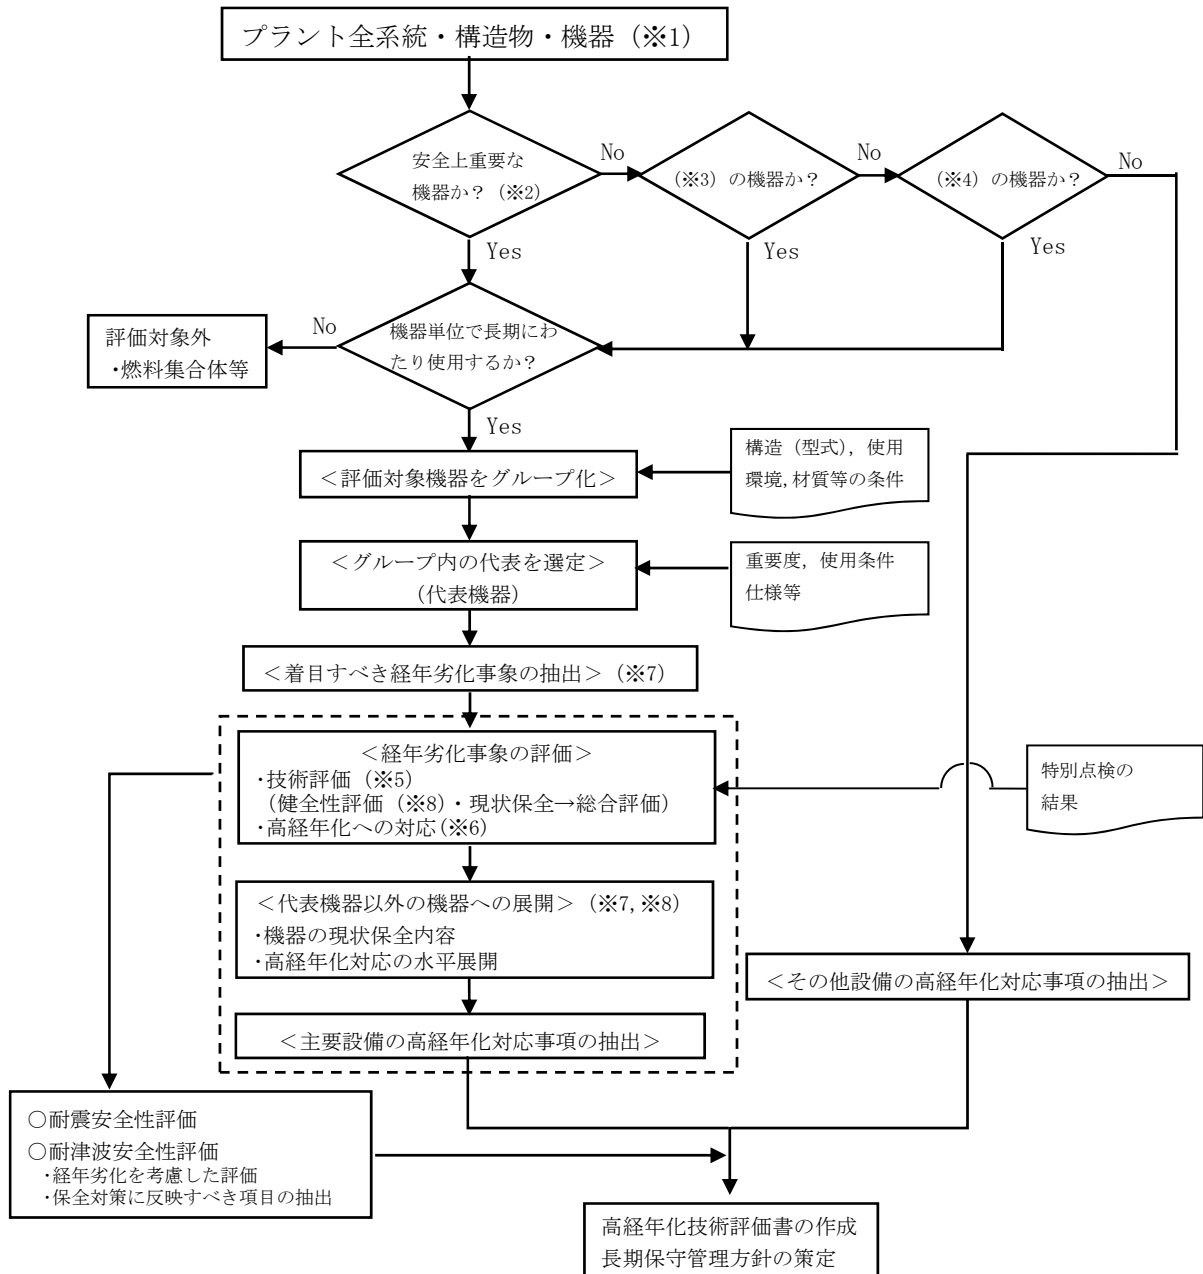 プラント全系統・構造物・機器（※1）
安全上重要な
機器か？（※2）
No
（※3）の機器か？
No
（※4）の機器か？
No
Yes
Yes
Yes
機器単位で長期にわ
たり使用するか？
No
評価対象外
・燃料集合体等
Yes
＜評価対象機器をグループ化＞
構造（型式），使用
環境，材質等の条件
＜グループ内の代表を選定＞
（代表機器）
重要度，使用条件
仕様等
＜着目すべき経年劣化事象の抽出＞（※7）
＜経年劣化事象の評価＞
・技術評価（※5）
（健全性評価（※8）・現状保全→総合評価）
・高経年化への対応（※6）
特別点検の
結果
＜代表機器以外の機器への展開＞（※7，※8）
・機器の現状保全内容
・高経年化対応の水平展開
＜その他設備の高経年化対応事項の抽出＞
＜主要設備の高経年化対応事項の抽出＞
○耐震安全性評価
○耐津波安全性評価
・経年劣化を考慮した評価
・保全対策に反映すべき項目の抽出
高経年化技術評価書の作成
長期保守管理方針の策定